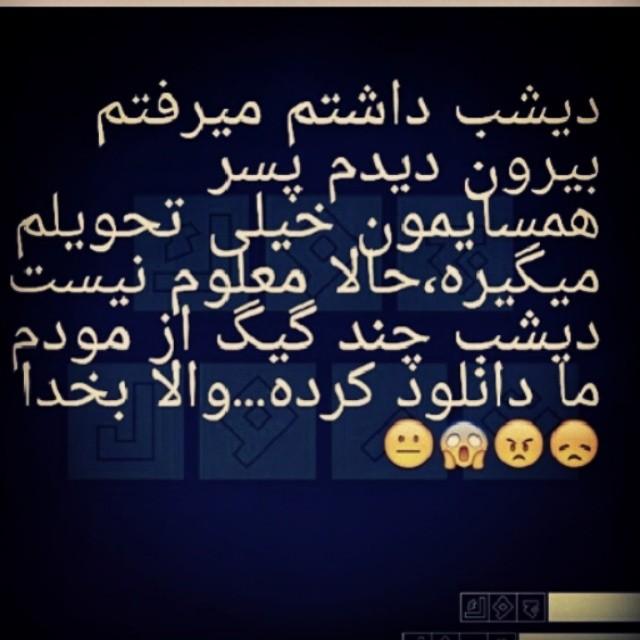 دیشب داشتم میرفتم
بیرون دیدم پسر
همسایمون خیلی تحویلم
میگیره،حالا معلوم نیست
دیشب چند گیگ از مودم
ما دانلود کرده...والا بخدا